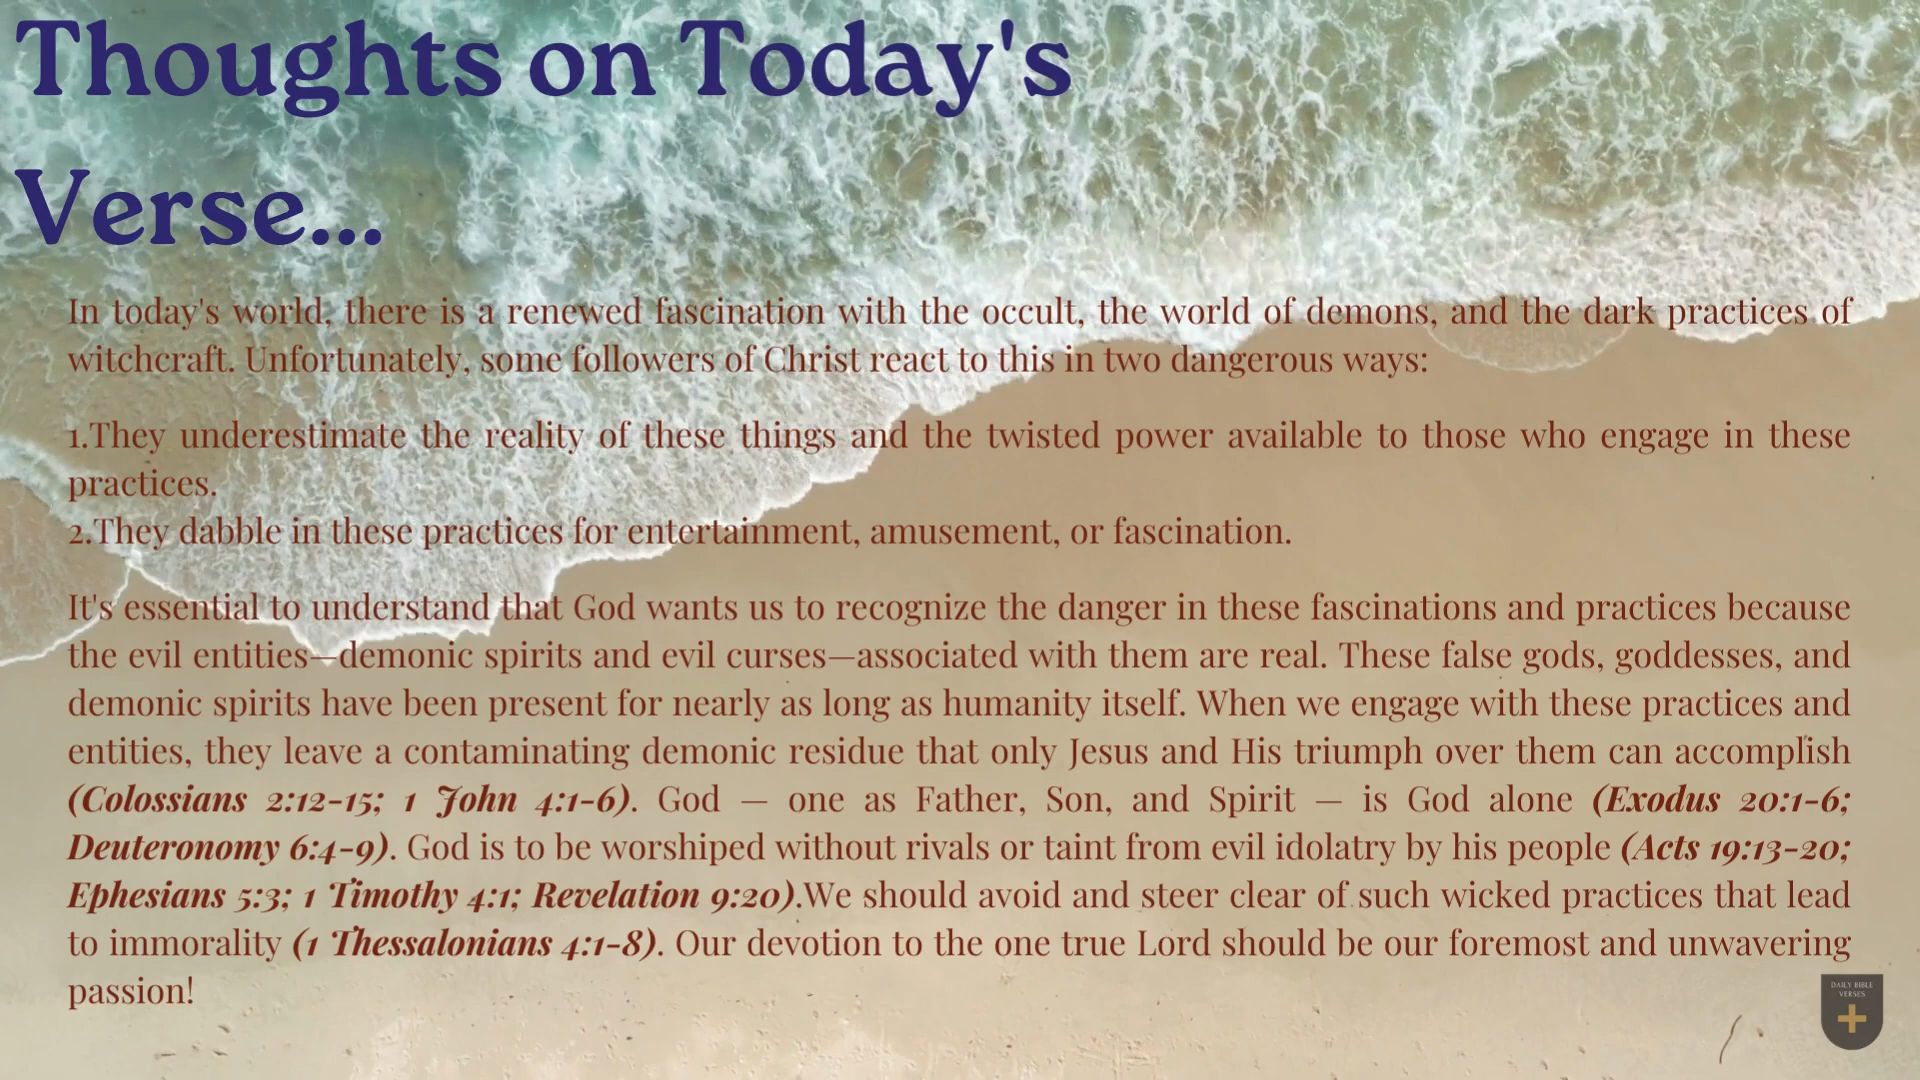 Thoughts on Today's
Verse...
In today's world, there is a renewed fascination with the occult, the world of demons, and the dark practices of
witchcraft. Unfortunately, some followers of Christ react to this in two dangerous ways:
1.They underestimate the reality of these things and the twisted power available to those who engage in these
practices.
2.They dabble in these practices for entertainment, amusement, or fascination.
It's essential to understand that God wants us to recognize the danger in these fascinations and practices because
the evil entities—demonic spirits and evil curses—associated with them are real. These false gods, goddesses, and
demonic spirits have been present for nearly as long as humanity itself. When we engage with these practices and
entities, they leave a contaminating demonic residue that only Jesus and His triumph over them can accomplish
(Colossians 2:12-15; 1 John 4:1-6). God — one as Father, Son, and Spirit — is God alone (Exodus 20:1-6;
Deuteronomy 6:4-9). God is to be worshiped without rivals or taint from evil idolatry by his people (Acts 19:13-20;
Ephesians 5:3; 1 Timothy 4:1; Revelation 9:20).We should avoid and steer clear of such wicked practices that lead
to immorality (1 Thessalonians 4:1-8). Our devotion to the one true Lord should be our foremost and unwavering
passion!
DAILY BIBLE
VERSES